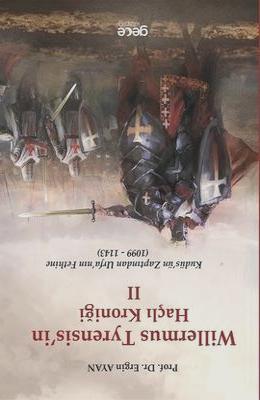 Prof. Dr. Ergin AYAN
Willermus Tyrensis'in
Haçlı Kroniği
II
Kudüs'ün Zaptından Urfa'nın Fethine
(1099 - 1143)
gece